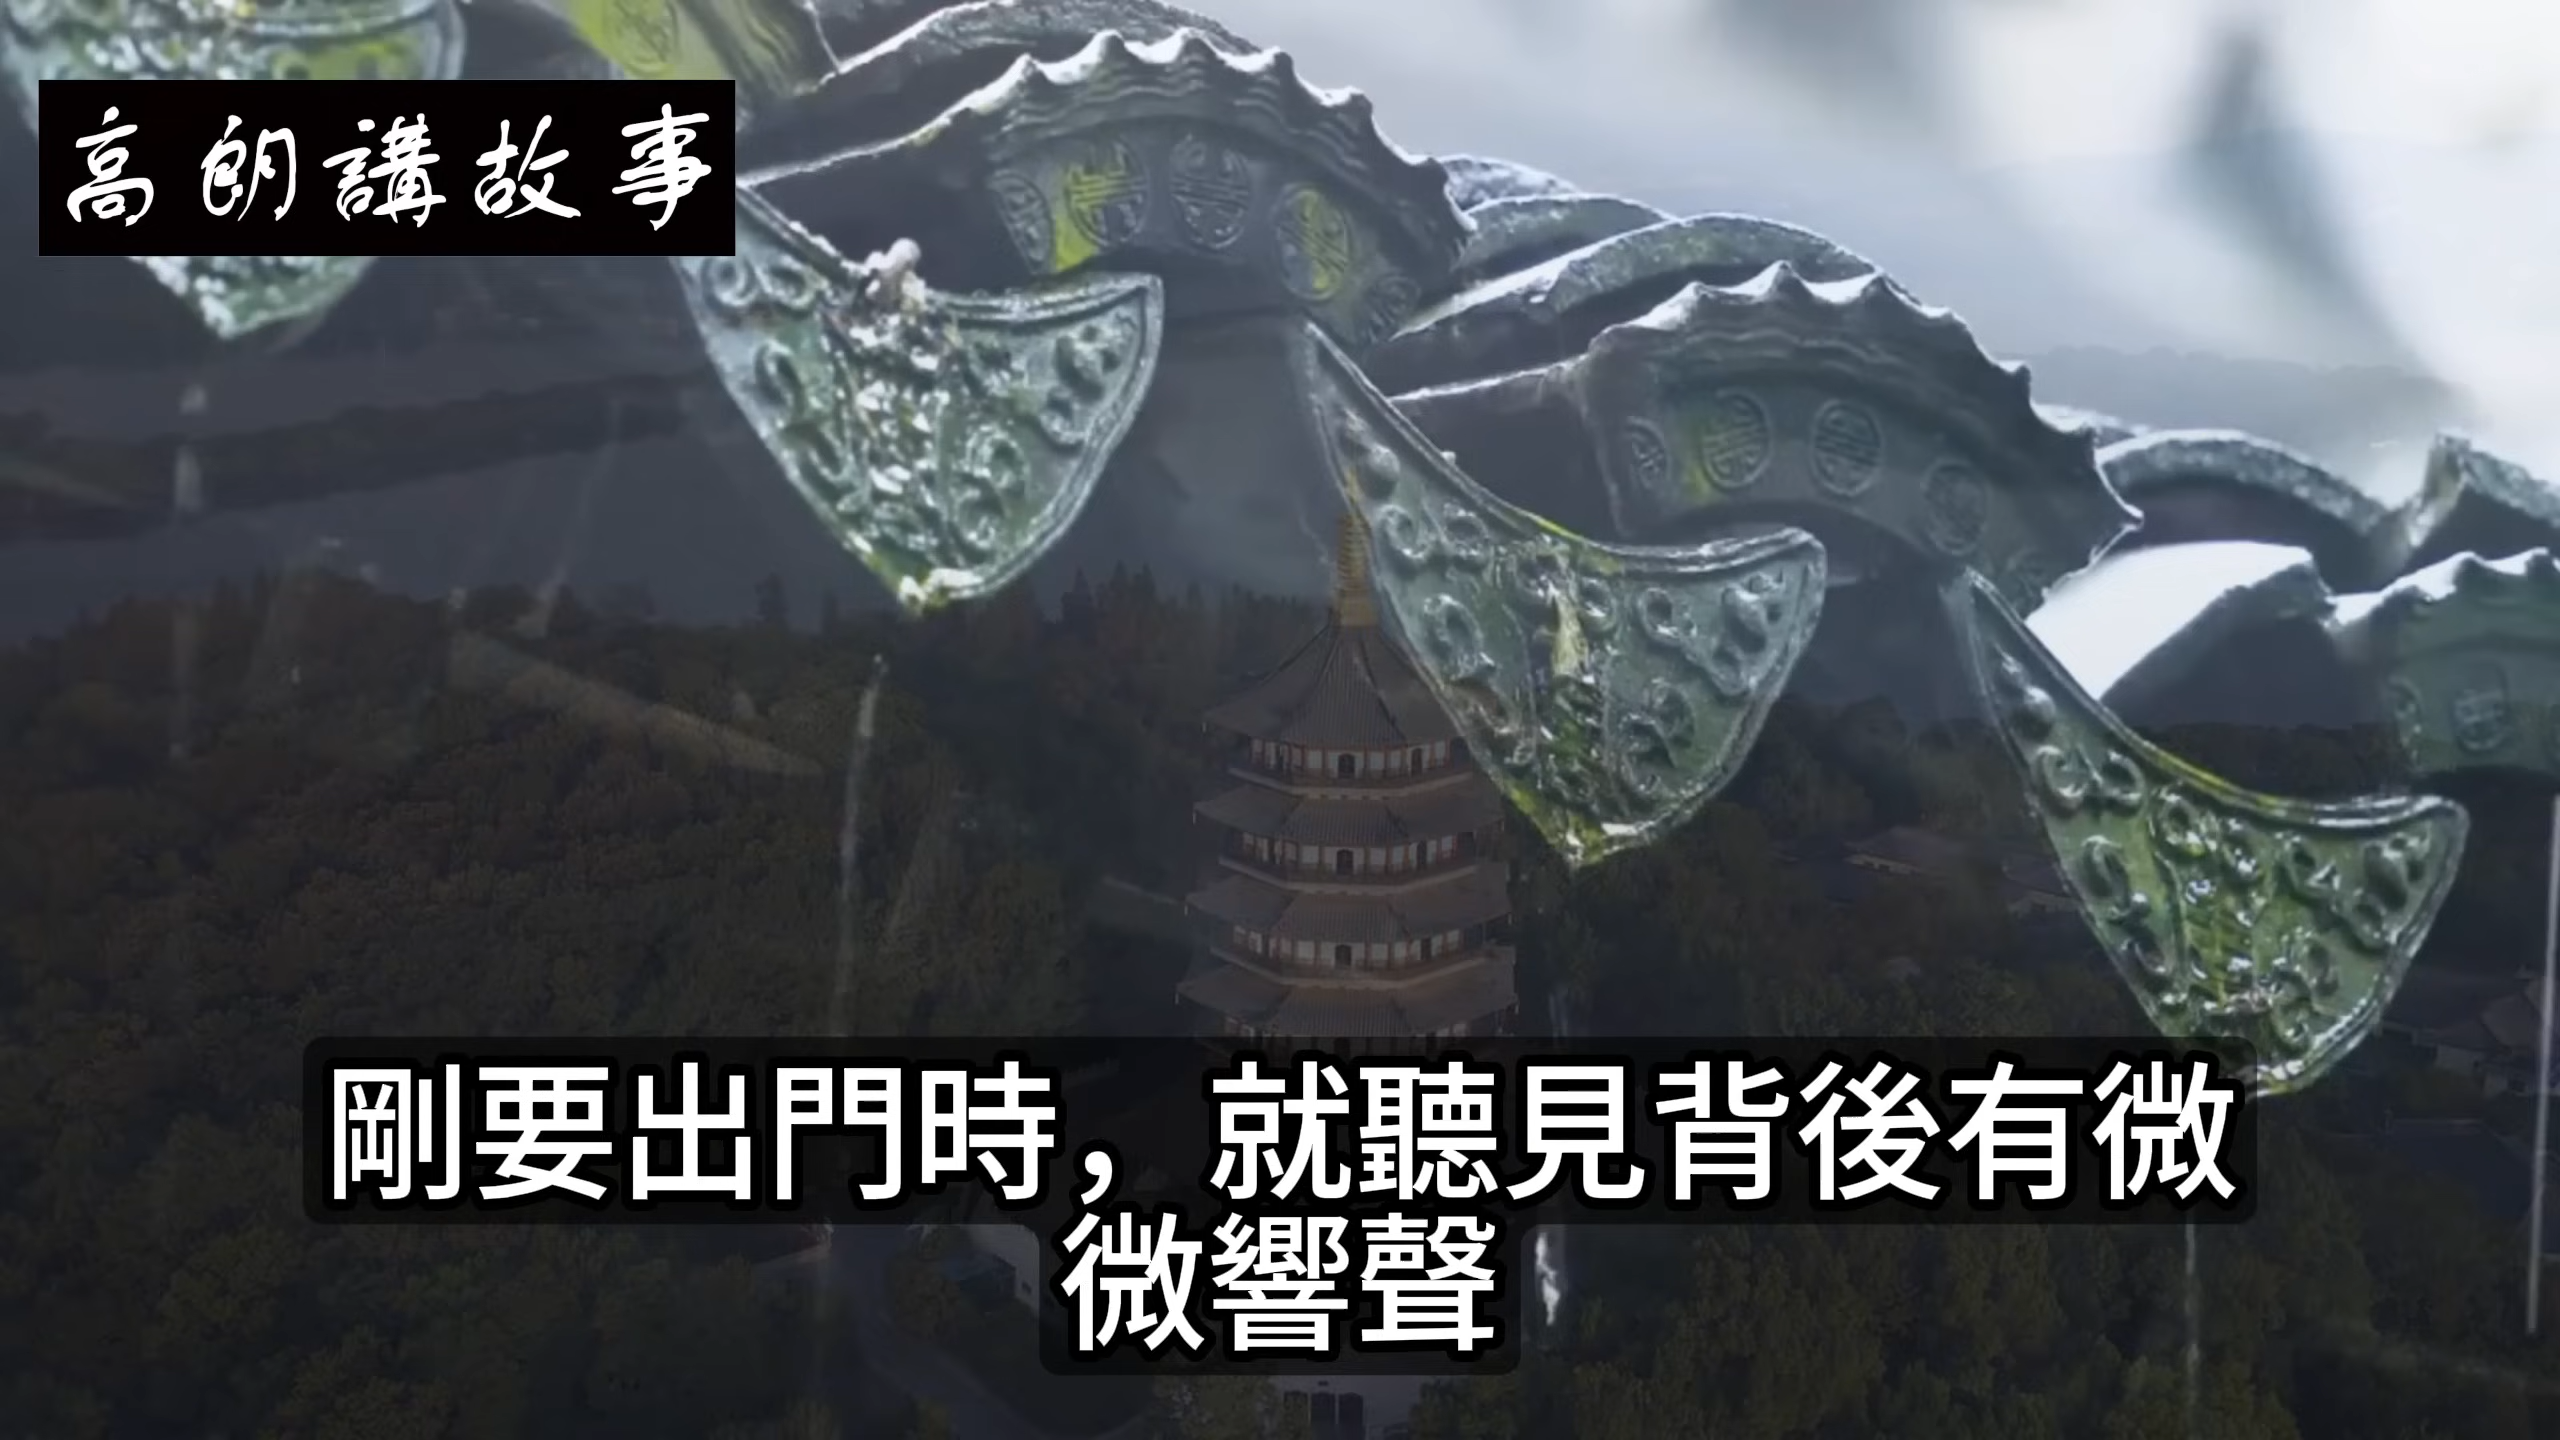 高朗講故事
剛要出門時，就聽見背後有微
微響聲